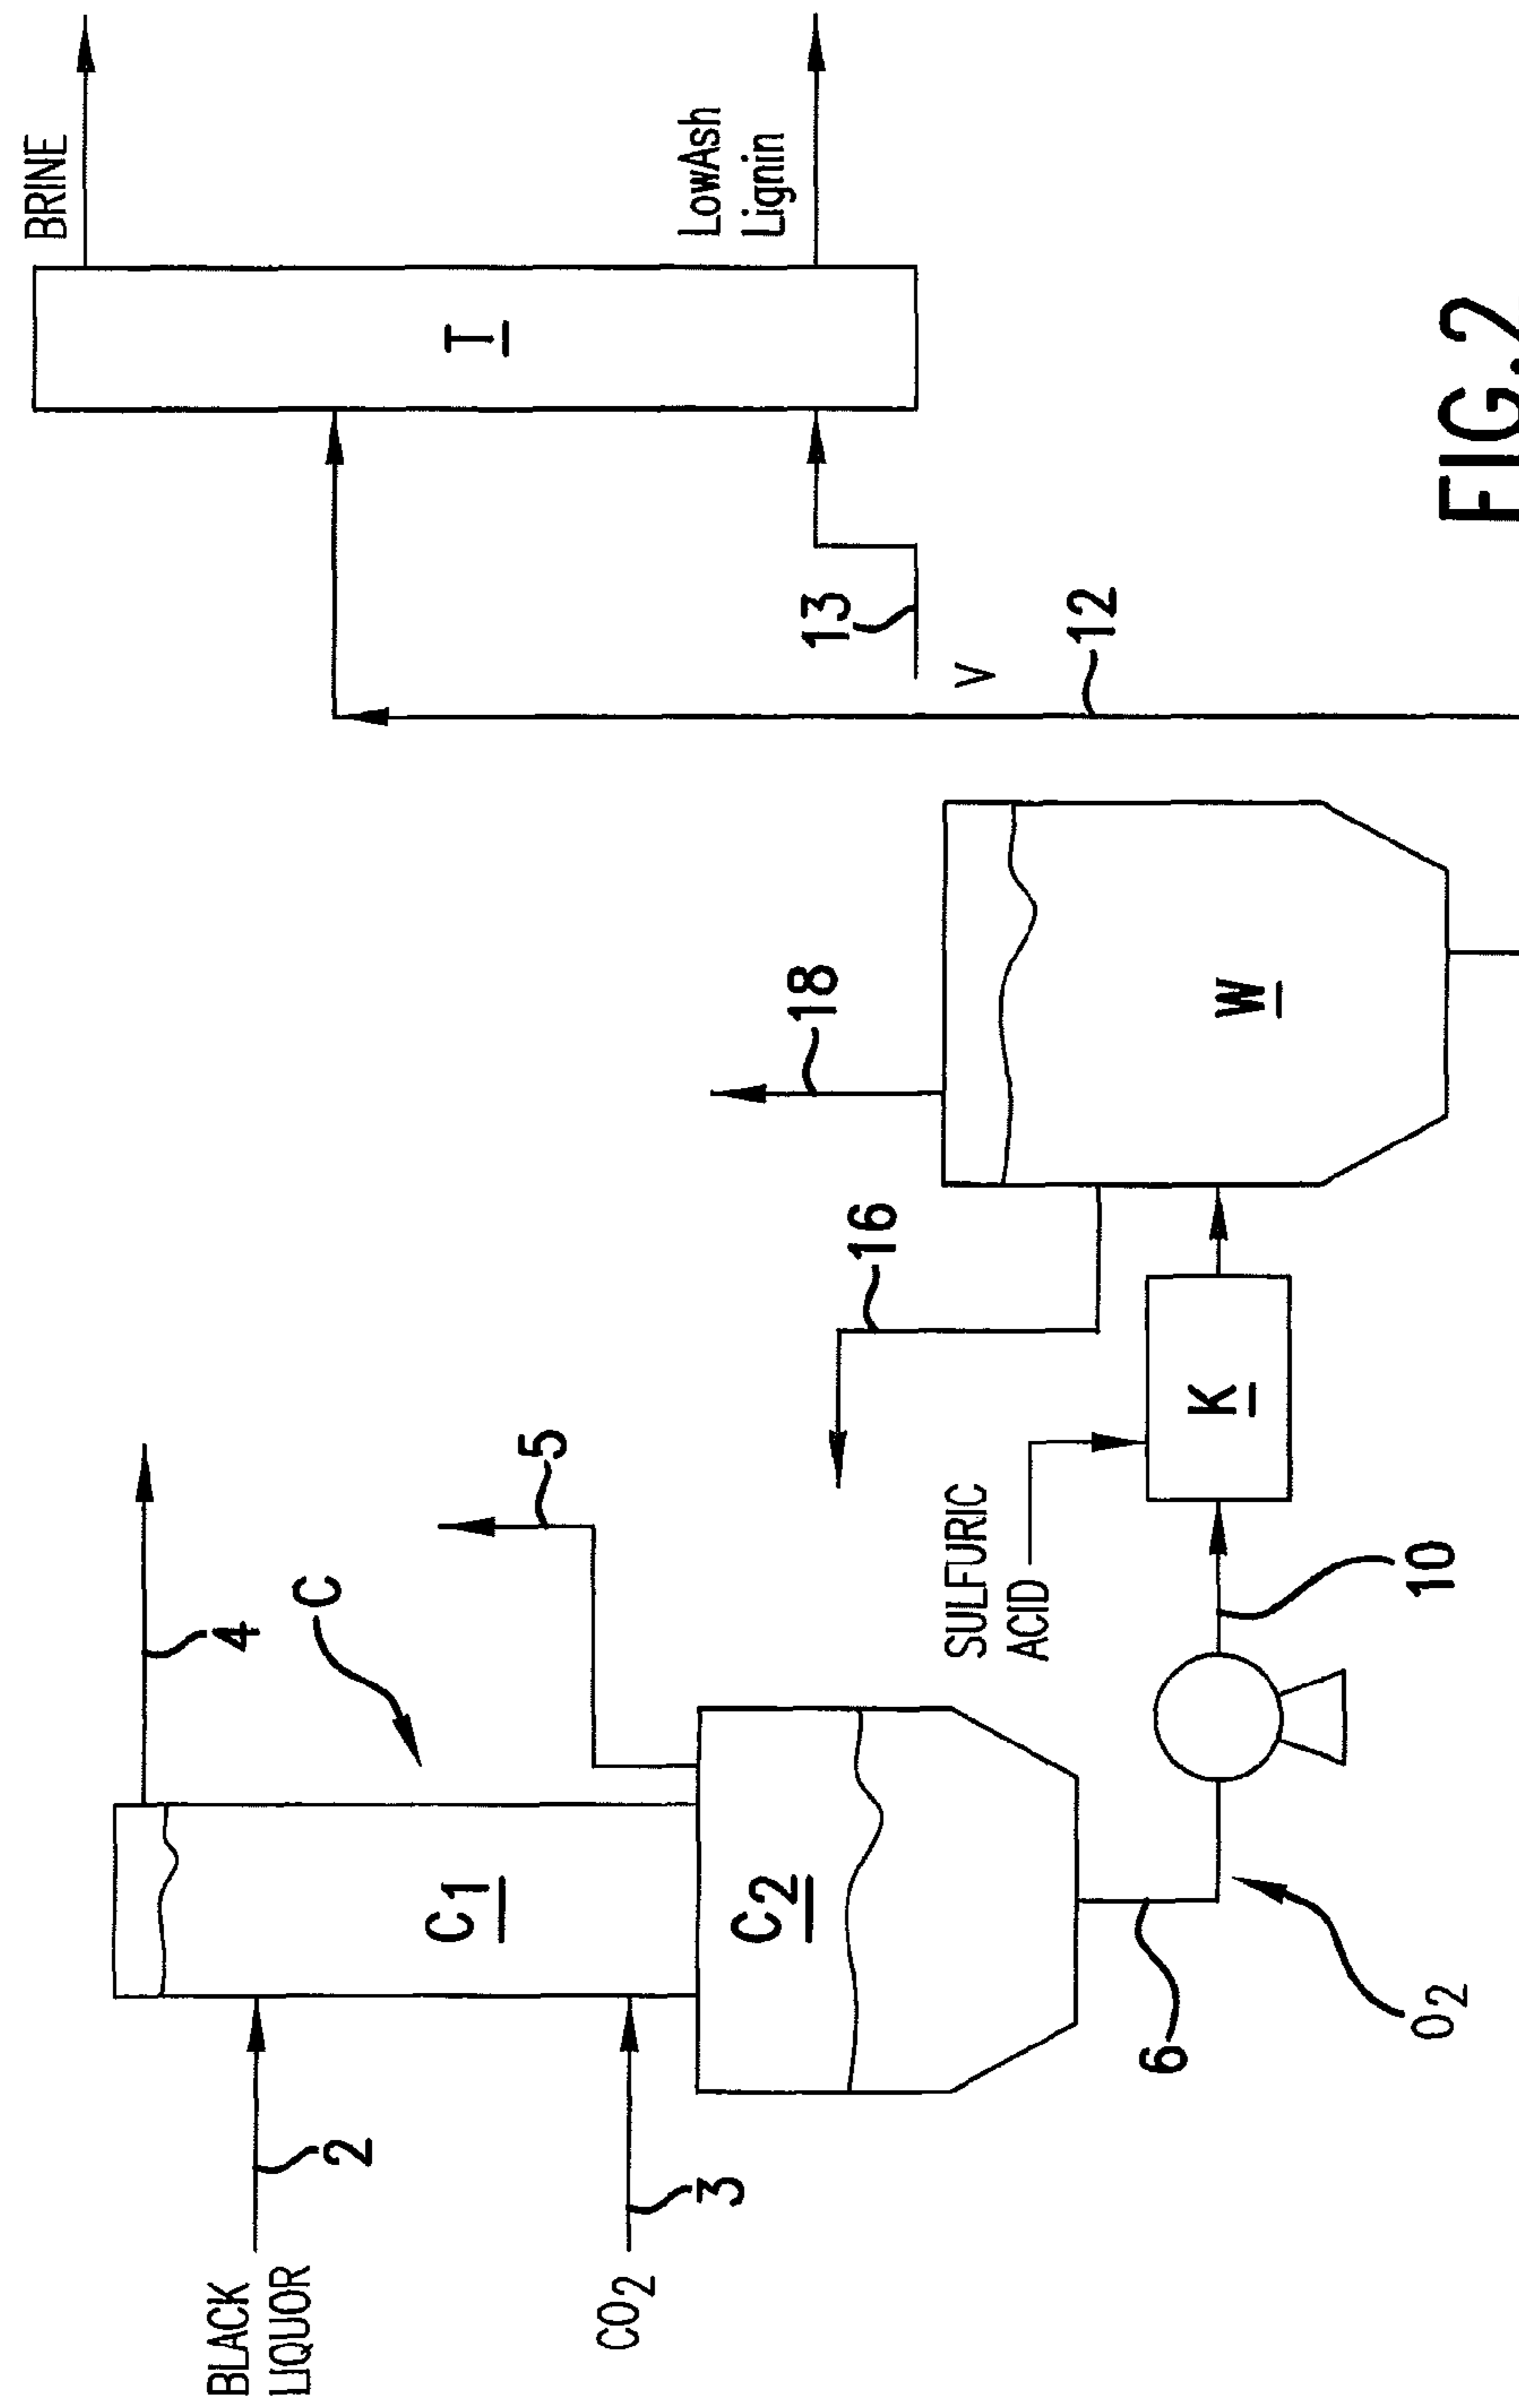 BLACK
LIQUOR
2
CO2
3
4
C
C1
C2
5
6
O2
10
SULFURIC
ACID
K
16
18
W
12
V
13
I
BRINE
LowAsh
Lignin
FIG.2